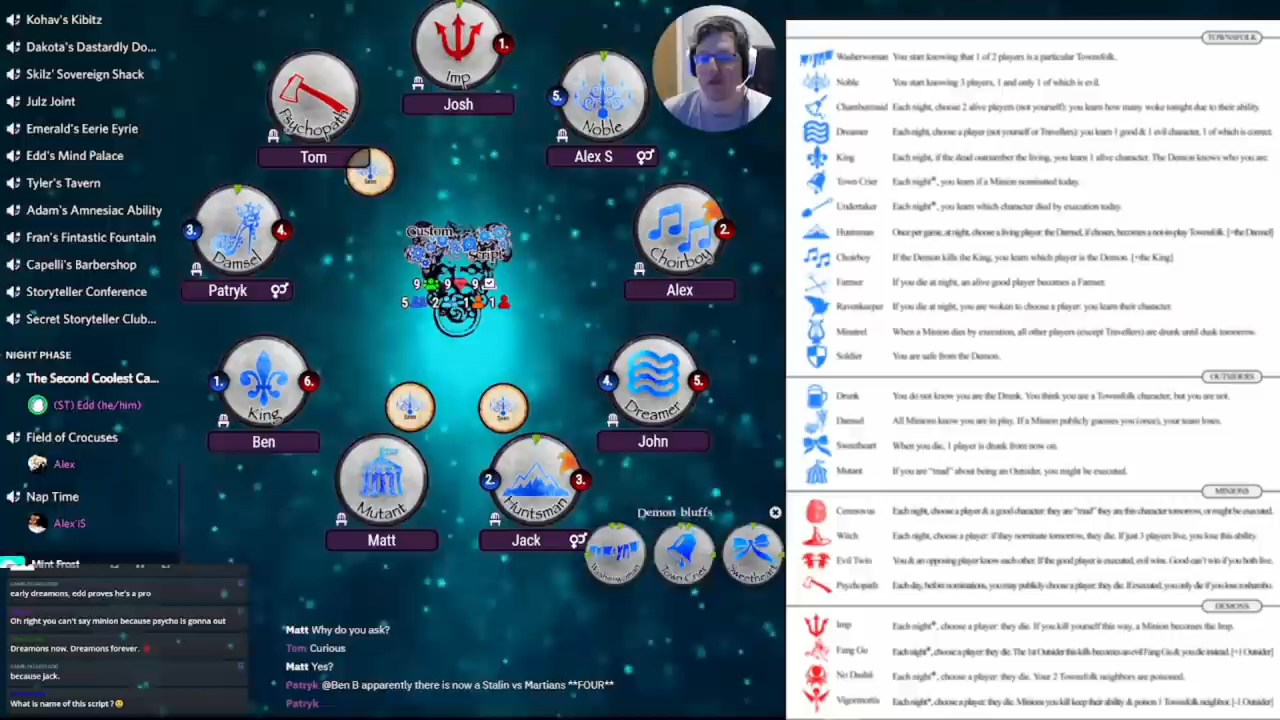 Kohav's Kibitz
Dakota's Dastardly Do...
Skilz' Sovereignty
Julz Joint
Emerald's Empty Eyrie
Edd's Mind Palace
Tyler's Tavern
Adam's Amnesiac Alley
Fran's Fearful Found...
Storyteller Conference
Secret Storyteller Club...
NIGHT
The Second Coolest Ca...
(ST) Edd (he/him)
Field of Crocuses
Alex
Nap Time
Alex!S
early dreamons, edd proves he's a pro
Oh right you can't spy minions because psycho is gonna out
Dreamons now. Dreamons forever.
because jack.
What is name of this script?
Matt Why you ask?
Tom Curious
Matt Yes?
Patryk
Patryk
1.
Imp
Josh
Tom
5.
Noble
Alex S
3.
4.
Damsel
Patryk
2.
Choirboy
Alex
Custom
Script
9
5
2
1
1
1.
6.
King
Ben
4.
5.
Dreamer
John
Mutant
Matt
2.
3.
Huntsman
Jack
Demon bluffs
TOWNSFOLK
Washerwoman You start knowing that 1 of 2 players is a particular Townsfolk.
Noble You start knowing 3 players, 1 and only 1 of which is evil.
Chambermaid Each night, choose 2 alive players (not yourself): you learn how many woke tonight due to their ability.
Dreamer Each night, choose a player (not yourself or Travellers): you learn 1 good & 1 evil character, 1 of which is correct.
King Each night, if the dead outnumber the living, you learn 1 alive character. The Demon knows who you are.
Town Crier Each night*, you learn if a Minion nominated today.
Undertaker Each night*, you learn which character died by execution today.
Huntsman Once per game, at night, choose a living player: the Damsel, if chosen, becomes a not-in-play Townsfolk. [+the Damsel]
Choirboy If the Demon kills the King, you learn which player is the Demon. [+the King]
Farmer If you die at night, an alive good player becomes a Farmer.
Ravenkeeper If you die at night, you are woken to choose a player: you learn their character.
Minstrel When a Minion dies by execution, all other players (except Travellers) are drunk until dusk tomorrow.
Soldier You are safe from the Demon.
OUTSIDERS
Drunk You do not know you are the Drunk. You think you are a Townsfolk character, but you are not.
Damsel All Minions know you are in play. If a Minion publicly guesses you (once), your team loses.
Sweetheart When you die, 1 player is drunk from now on.
Mutant If you are "mad" about being an Outsider, you might be executed.
MINIONS
Cerenovus Each night, choose a player & a good character: they are "mad" they are this character tomorrow, or might be executed.
Witch Each night, choose a player: if they nominate tomorrow, they die. If just 3 players live, you lose this ability.
Evil Twin You & an opposing player know each other. If the good player is executed, evil wins. Good can't win if you both live.
Psychopath Each day, before nominations, you may publicly choose a player: they die. If executed, you only die if you lose roshambo.
DEMONS
Imp Each night*, choose a player: they die. If you kill yourself this way, a Minion becomes the Imp.
Fang Gu Each night*, choose a player: they die. The 1st Outsider this kills becomes an evil Fang Gu & you die instead. [+1 Outsider]
No Dashii Each night*, choose a player: they die. Your 2 Townsfolk neighbors are poisoned.
Vigormortis Each night*, choose a player: they die. Minions you kill keep their ability & poison 1 Townsfolk neighbor. [-1 Outsider]